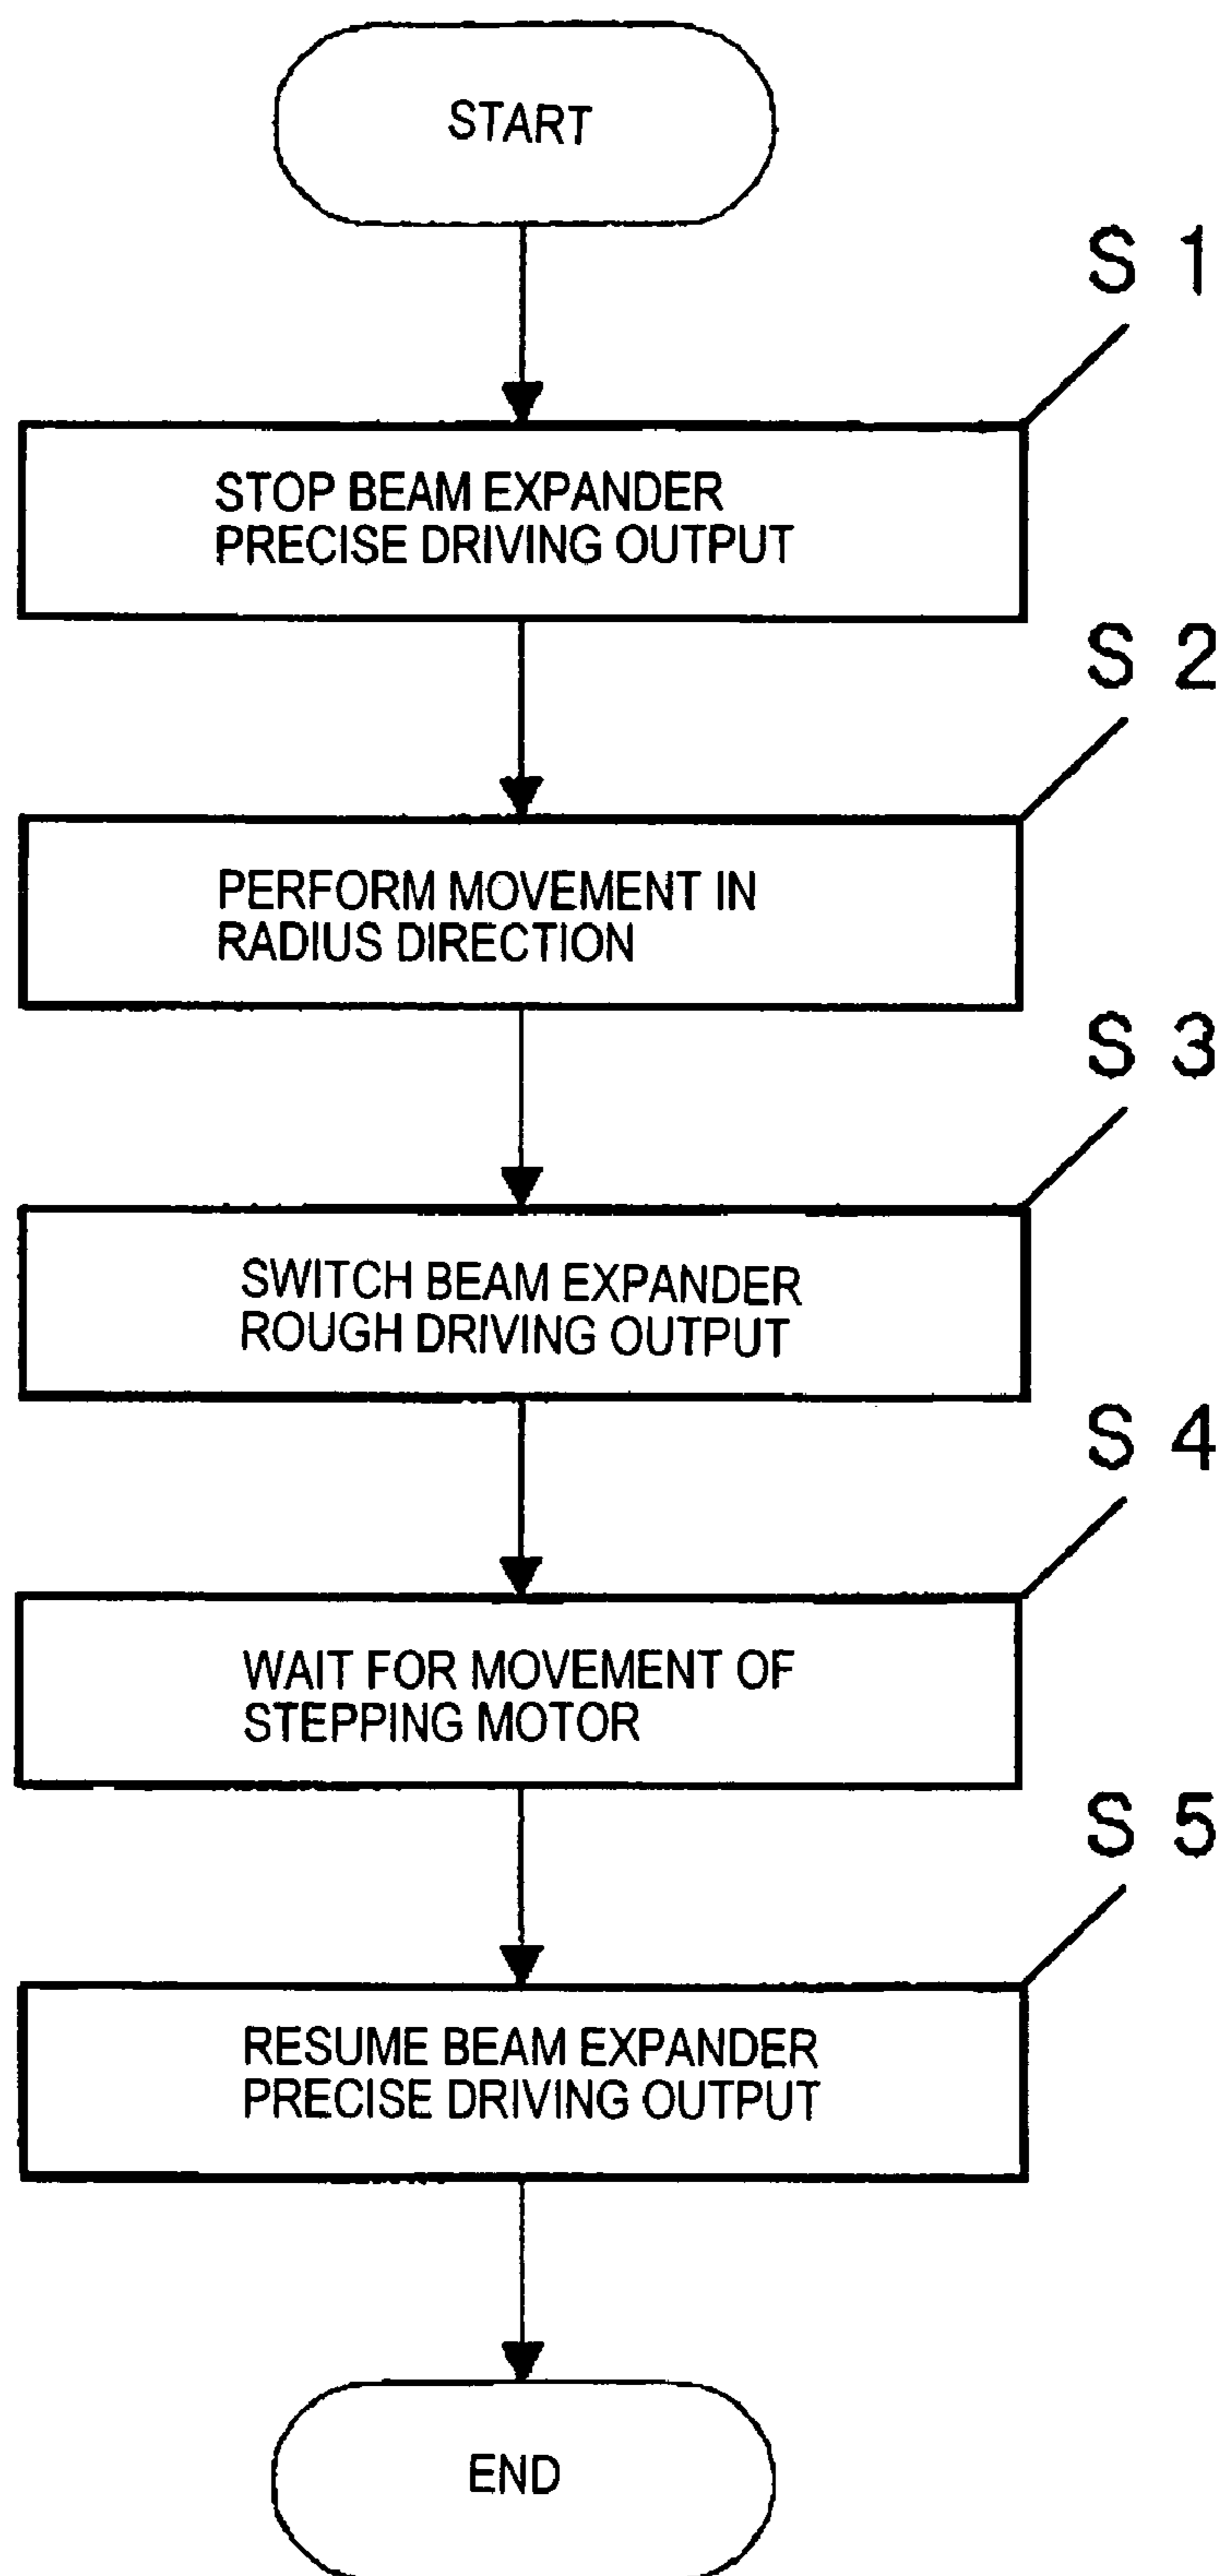 START
S 1
STOP BEAM EXPANDER
PRECISE DRIVING OUTPUT
S 2
PERFORM MOVEMENT IN
RADIUS DIRECTION
S 3
SWITCH BEAM EXPANDER
ROUGH DRIVING OUTPUT
S 4
WAIT FOR MOVEMENT OF
STEPPING MOTOR
S 5
RESUME BEAM EXPANDER
PRECISE DRIVING OUTPUT
END